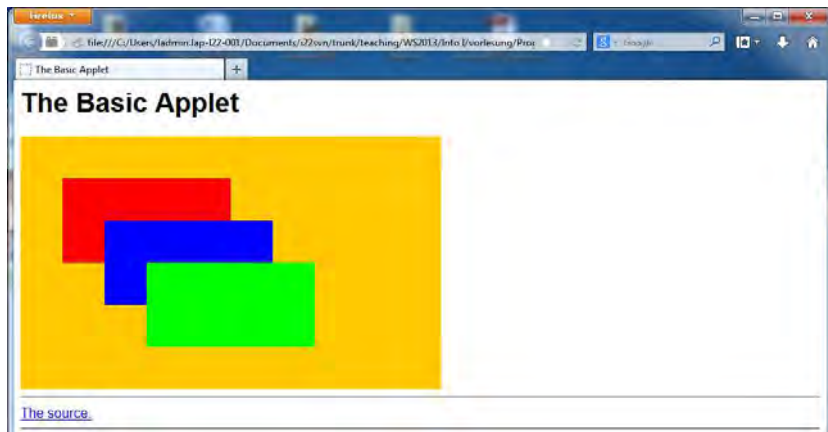 Firefox
file:///C:/Users/ladmin.lap-I22-001/Documents/i22svn/trunk/teaching/WS2013/Info I/vorlesung/Prog
Google
The Basic Applet
The Basic Applet
The source.